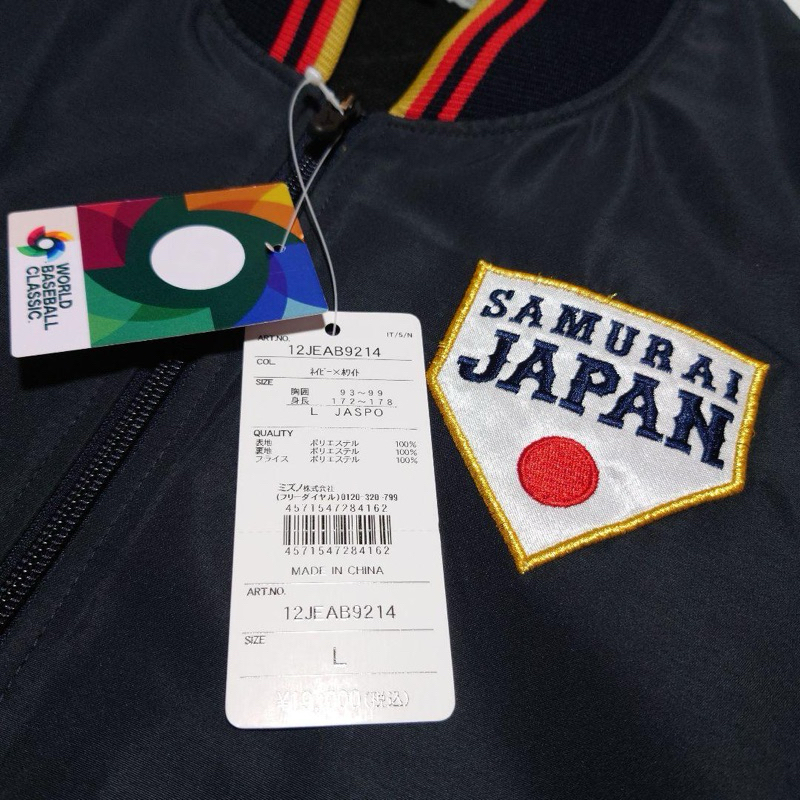 WORLD
BASEBALL
CLASSIC.
IT/S/N
ART.NO.
12JEAB9214
COL.
ネイビー×ホワイト
SIZE
胸囲 93~99
身長 172~178
L JASPO
QUALITY
表地 ポリエステル 100%
裏地 ポリエステル 100%
フライス ポリエステル 100%
ミズノ株式会社
(フリーダイヤル)0120-320-799
4571547284162
4571547284162
MADE IN CHINA
ART.NO.
12JEAB9214
SIZE
L
(税込)
SAMURAI
JAPAN